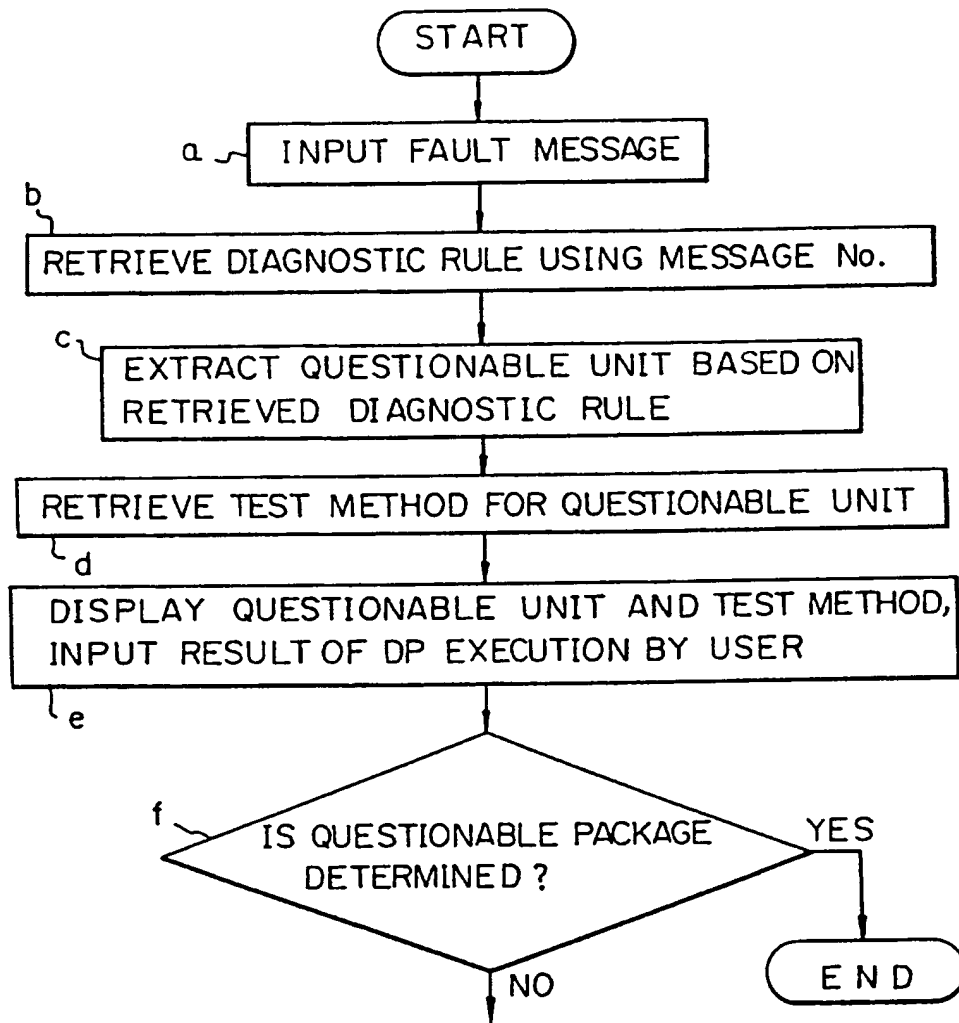 START
a
INPUT FAULT MESSAGE
b
RETRIEVE DIAGNOSTIC RULE USING MESSAGE No.
c
EXTRACT QUESTIONABLE UNIT BASED ON
RETRIEVED DIAGNOSTIC RULE
RETRIEVE TEST METHOD FOR QUESTIONABLE UNIT
d
DISPLAY QUESTIONABLE UNIT AND TEST METHOD,
INPUT RESULT OF DP EXECUTION BY USER
e
f
IS QUESTIONABLE PACKAGE
DETERMINED ?
YES
END
NO